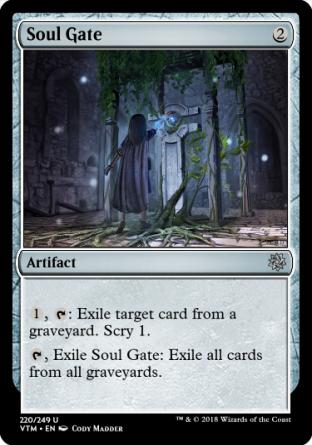 Soul Gate 2
Artifact
1, : Exile target card from a
graveyard. Scry 1.
, Exile Soul Gate: Exile all cards
from all graveyards.
220/249 U
VTM • EN Cody Madder
™ & © 2018 Wizards of the Coast